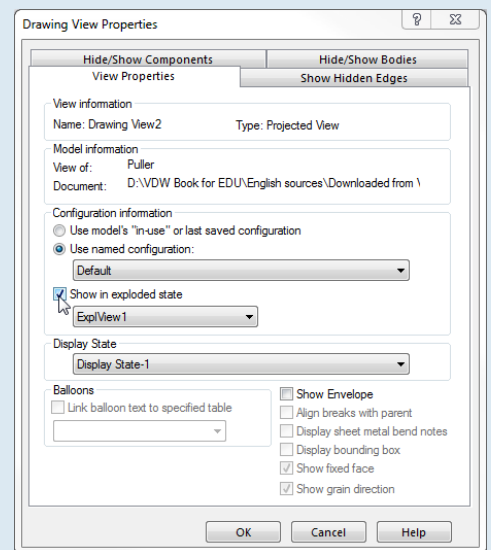 Drawing View Properties
Hide/Show Components Hide/Show Bodies
View Properties Show Hidden Edges
View information
Name: Drawing View2 Type: Projected View
Model information
View of: Puller
Document: D:\VDW Book for EDU\English sources\Downloaded from \
Configuration information
Use model's "in-use" or last saved configuration
Use named configuration:
Default
Show in exploded state
ExplView1
Display State
Display State-1
Balloons
Link balloon text to specified table
Show Envelope
Align breaks with parent
Display sheet metal bend notes
Display bounding box
Show fixed face
Show grain direction
OK Cancel Help